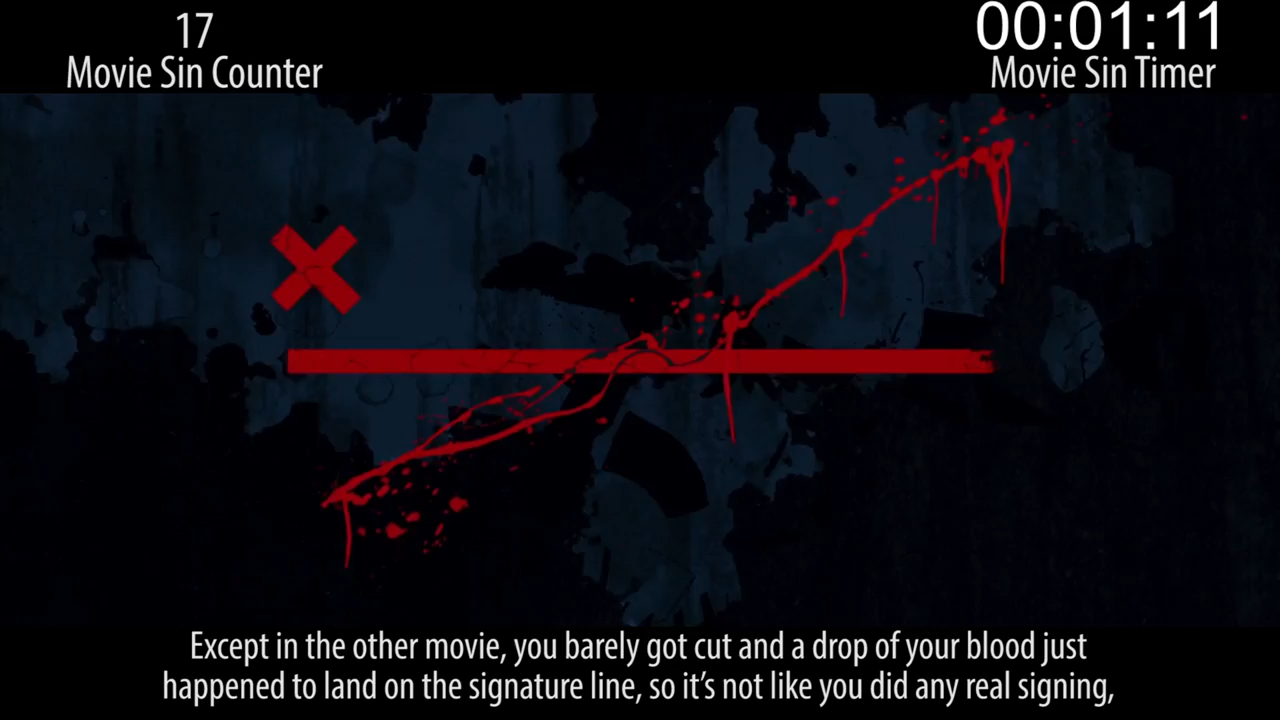 17
Movie Sin Counter
00:01:11
Movie Sin Timer
Except in the other movie, you barely got cut and a drop of your blood just
happened to land on the signature line, so it’s not like you did any real signing,